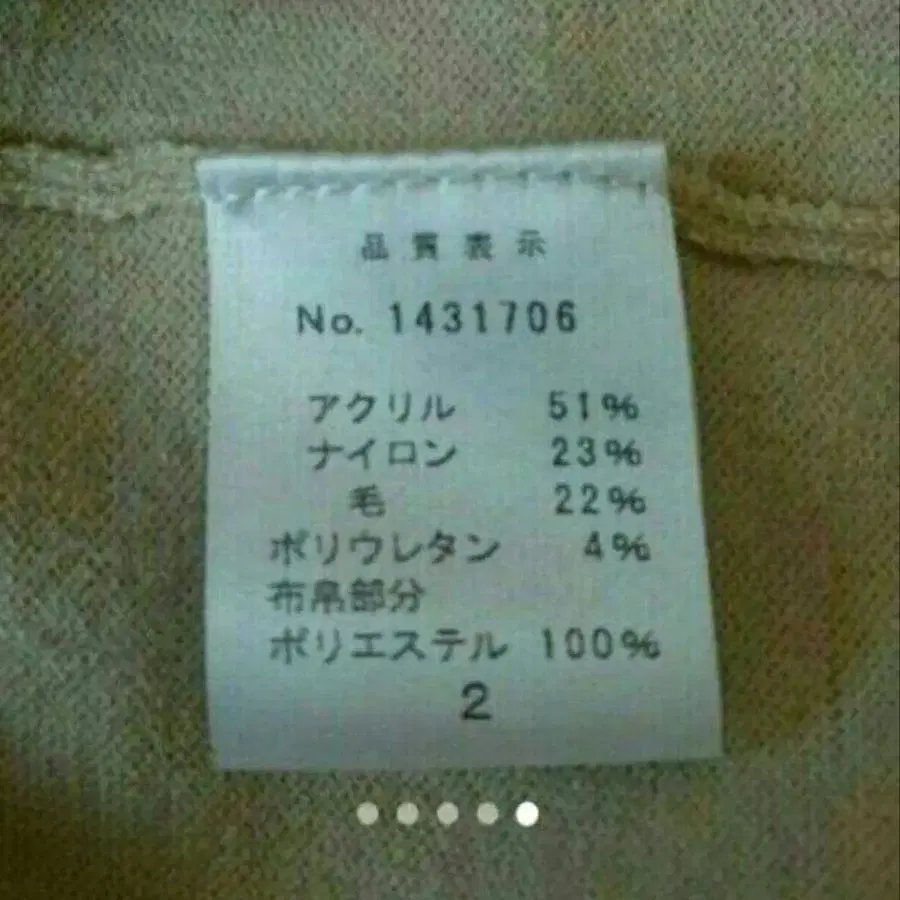 品質表示
No. 1431706
アクリル 51%
ナイロン 23%
毛 22%
ポリウレタン 4%
布帛部分
ポリエステル 100%
2